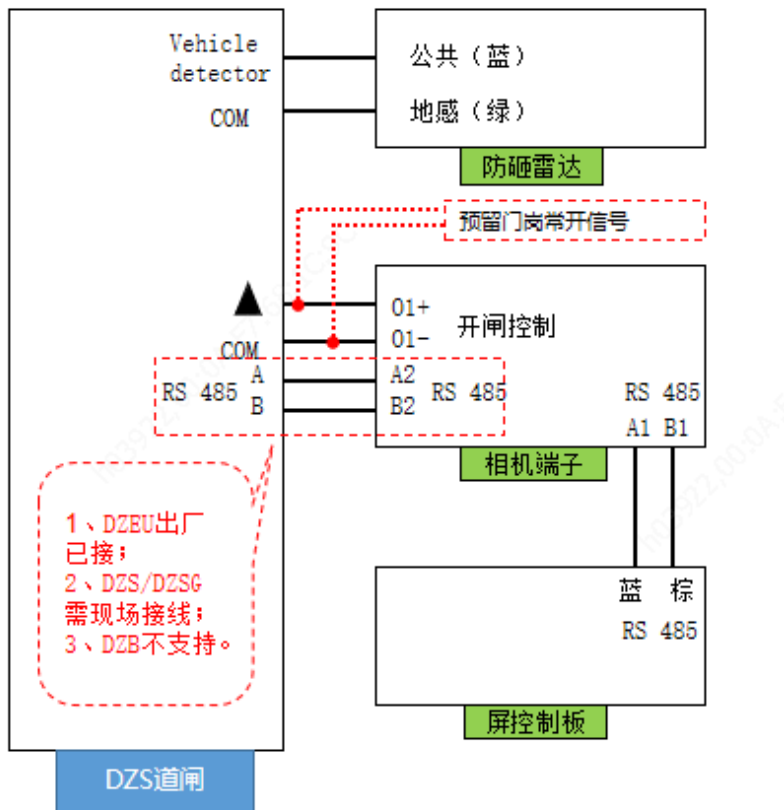 Vehicle
detector
COM
公共（蓝）
地感（绿）
防砸雷达
预留门岗常开信号
O1+
O1-
开闸控制
COM
RS 485
A
B
A2
B2
RS 485
RS 485
A1 B1
相机端子
1、DZEU出厂
已接；
2、DZS/DZSG
需现场接线；
3、DZB不支持。
蓝 棕
RS 485
屏控制板
DZS道闸